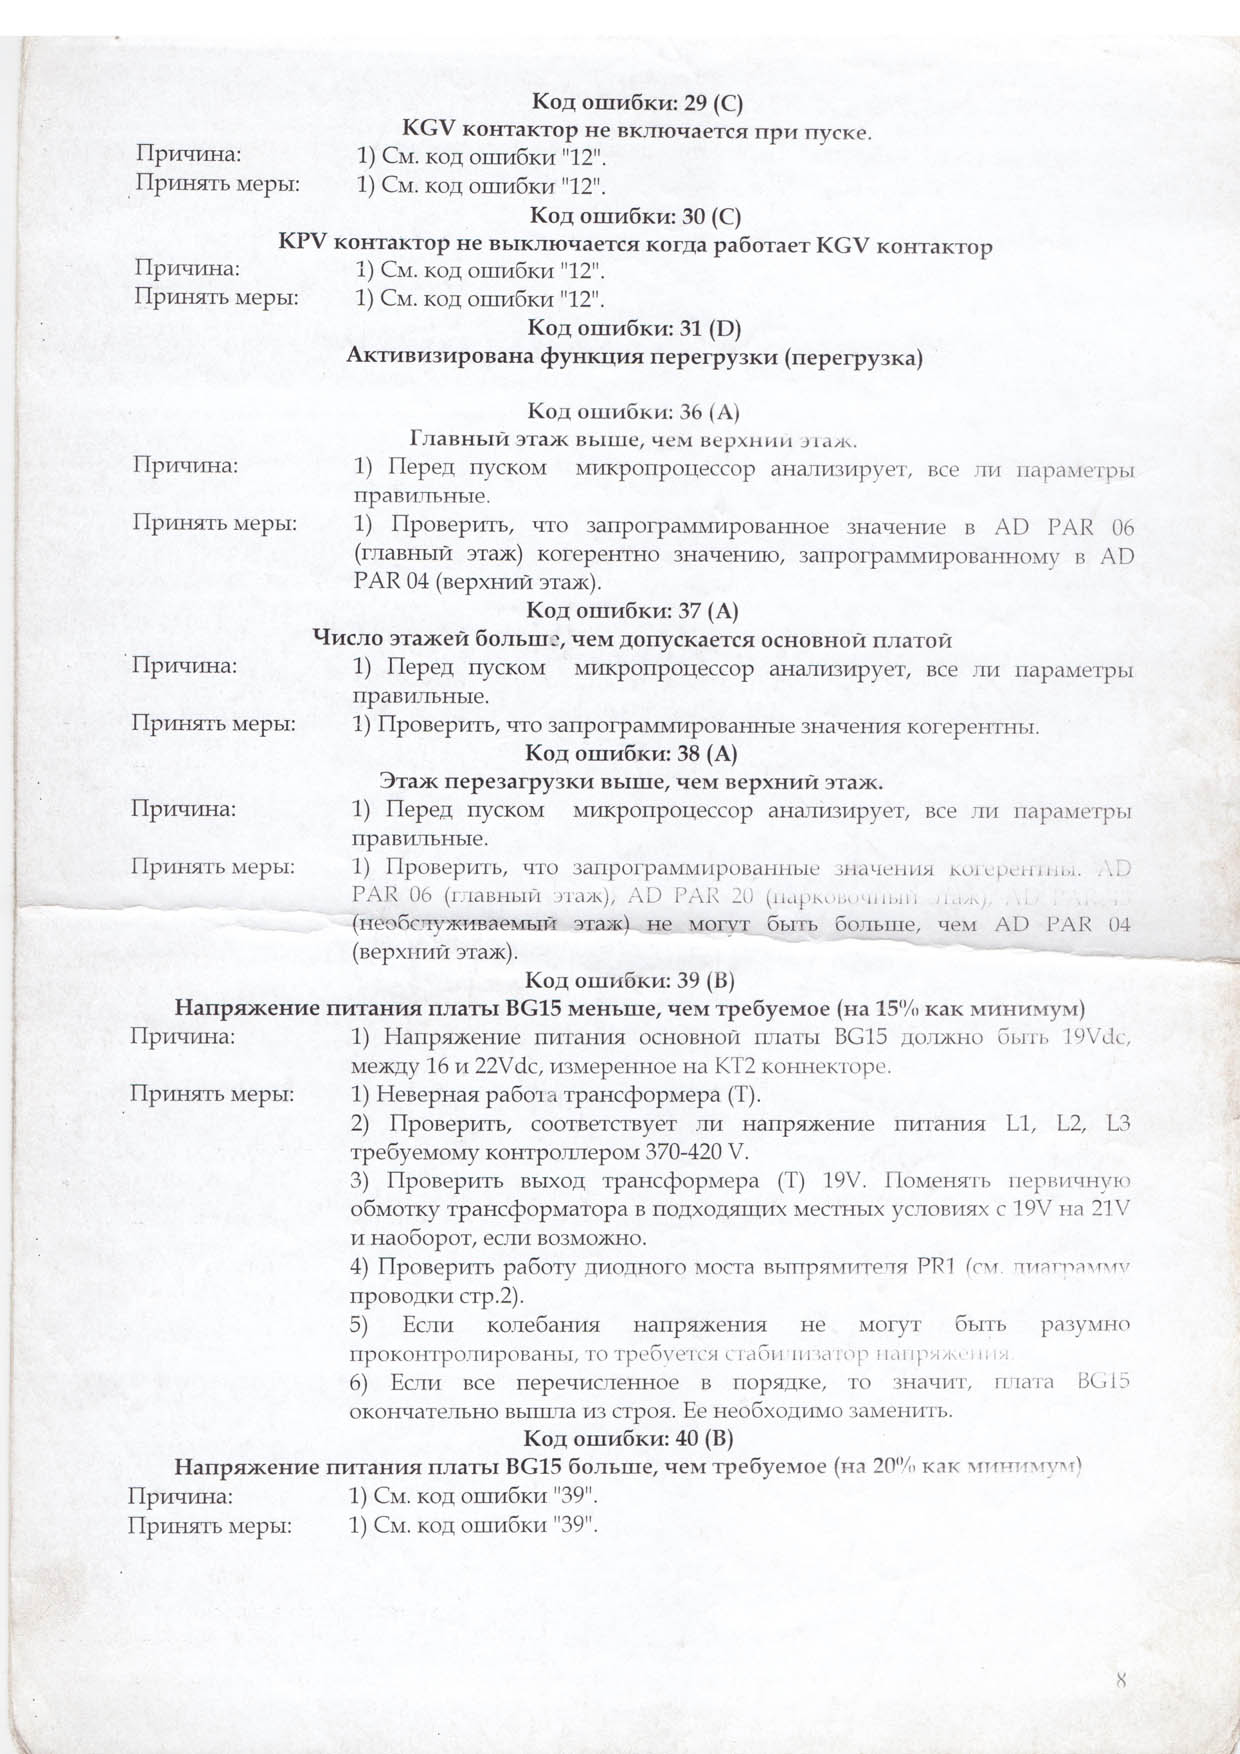 Код ошибки: 29 (C)
KGV контактор не включается при пуске.
Причина: 1) См. код ошибки "12".
Принять меры: 1) См. код ошибки "12".
Код ошибки: 30 (C)
KPV контактор не выключается когда работает KGV контактор
Причина: 1) См. код ошибки "12".
Принять меры: 1) См. код ошибки "12".
Код ошибки: 31 (D)
Активизирована функция перегрузки (перегрузка)
Код ошибки: 36 (A)
Главный этаж выше, чем верхний этаж.
Причина: 1) Перед пуском микропроцессор анализирует, все ли параметры
правильные.
Принять меры: 1) Проверить, что запрограммированное значение в AD PAR 06
(главный этаж) когерентно значению, запрограммированному в AD
PAR 04 (верхний этаж).
Код ошибки: 37 (A)
Число этажей больше, чем допускается основной платой
Причина: 1) Перед пуском микропроцессор анализирует, все ли параметры
правильные.
Принять меры: 1) Проверить, что запрограммированные значения когерентны.
Код ошибки: 38 (A)
Этаж перезагрузки выше, чем верхний этаж.
Причина: 1) Перед пуском микропроцессор анализирует, все ли параметры
правильные.
Принять меры: 1) Проверить, что запрограммированные значения когерентны. AD
PAR 06 (главный этаж), AD PAR 20 (парковочный этаж), AD
(необслуживаемый этаж) не могут быть больше, чем AD PAR 04
(верхний этаж).
Код ошибки: 39 (B)
Напряжение питания платы BG15 меньше, чем требуемое (на 15% как минимум)
Причина: 1) Напряжение питания основной платы BG15 должно быть 19Vdc,
между 16 и 22Vdc, измеренное на KT2 коннекторе.
Принять меры: 1) Неверная работа трансформера (T).
2) Проверить, соответствует ли напряжение питания L1, L2, L3
требуемому контроллером 370-420 V.
3) Проверить выход трансформера (T) 19V. Поменять первичную
обмотку трансформатора в подходящих местных условиях с 19V на 21V
и наоборот, если возможно.
4) Проверить работу диодного моста выпрямителя PR1 (см. диаграмму
проводки стр.2).
5) Если колебания напряжения не могут быть разумно
проконтролированы, то требуется стабилизатор напряжения.
6) Если все перечисленное в порядке, то значит, плата BG15
окончательно вышла из строя. Ее необходимо заменить.
Код ошибки: 40 (B)
Напряжение питания платы BG15 больше, чем требуемое (на 20% как минимум)
Причина: 1) См. код ошибки "39".
Принять меры: 1) См. код ошибки "39".
8